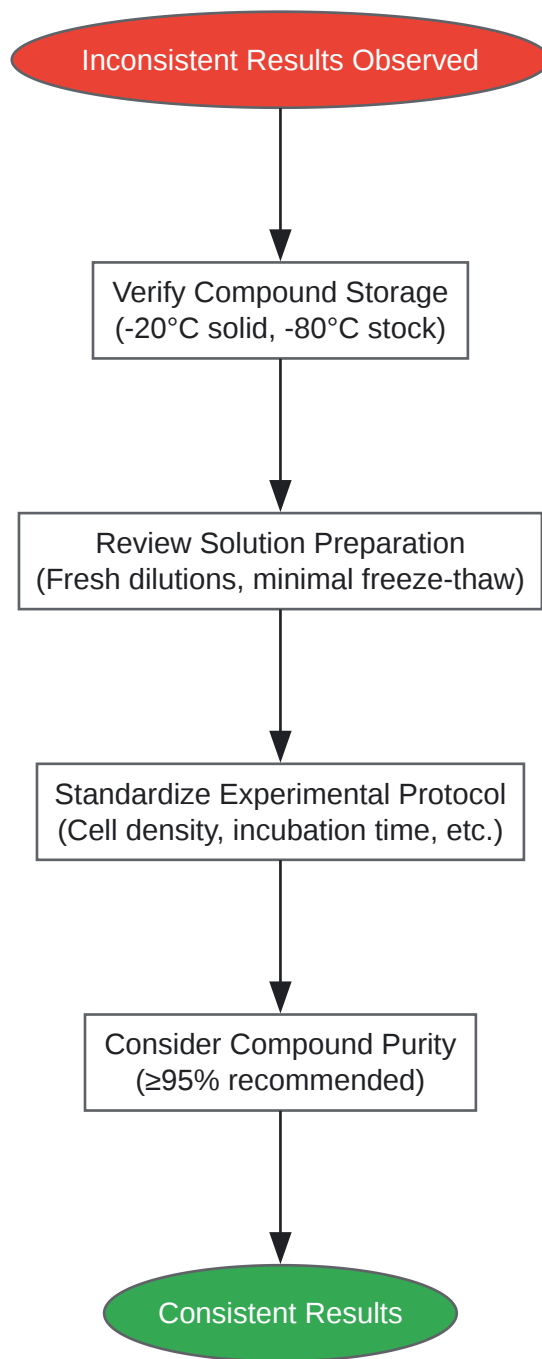 Inconsistent Results Observed
Verify Compound Storage
(-20°C solid, -80°C stock)
Review Solution Preparation
(Fresh dilutions, minimal freeze-thaw)
Standardize Experimental Protocol
(Cell density, incubation time, etc.)
Consider Compound Purity
(≥95% recommended)
Consistent Results